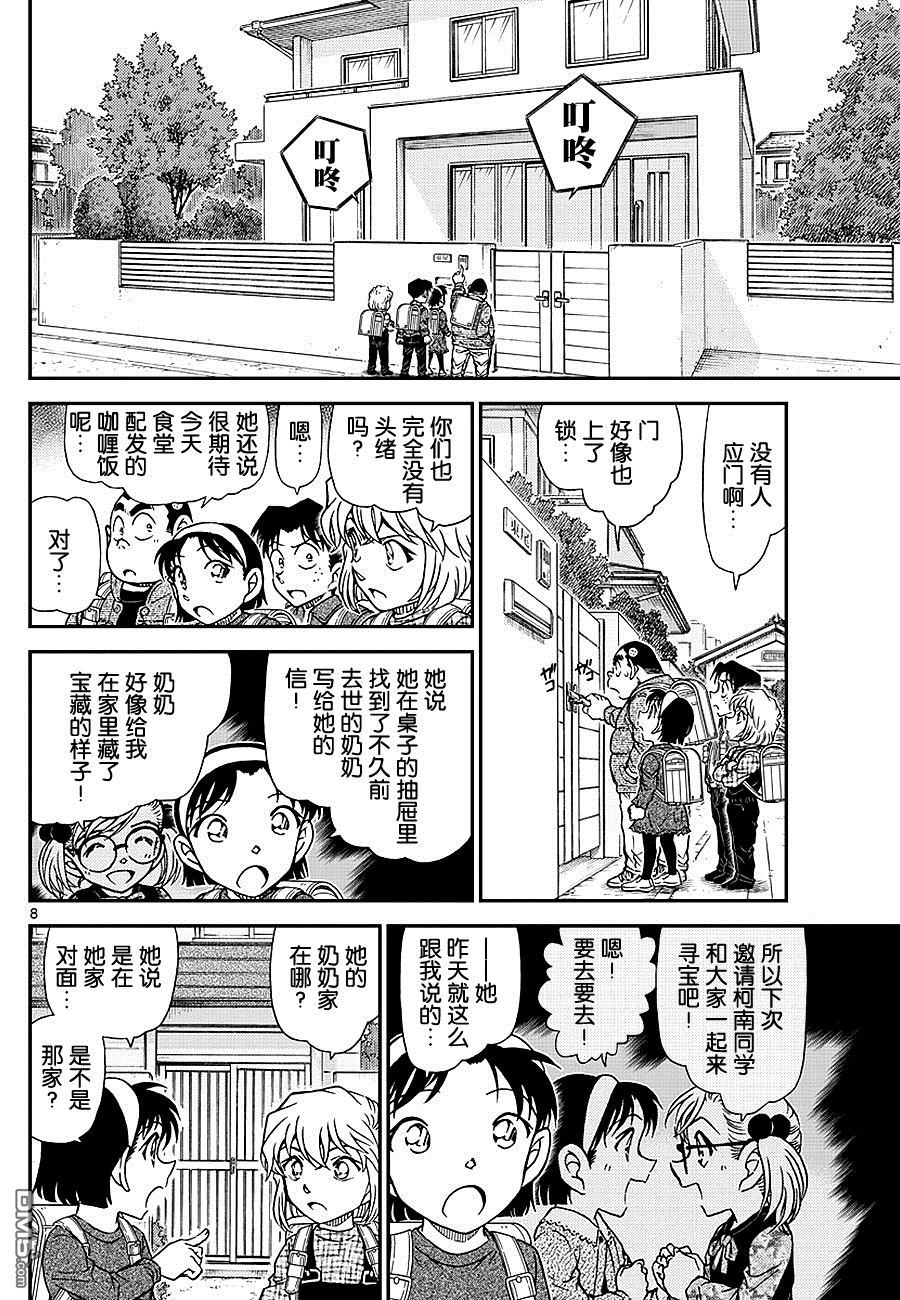 叮咚
叮咚
没有人
应门啊…
门
好像也
上了
锁…
你们也
完全没有
头绪
吗？
嗯…
她还说
很期待
今天
食堂
配发的
咖喱饭
呢…
对了…
ガコ
ガコ
她说
她在桌子的抽屉里
找到了不久前
去世的奶奶
写给她的
信！
奶奶
好像给我
在家里藏了
宝藏的样子！
8
所以下次
邀请柯南同学
和大家一起来
寻宝吧！
嗯！
要去要去！
——她
昨天就这么
跟我说的…
她的
奶奶家
在哪？
她说
是在
她家
对面…
是不是
那家？